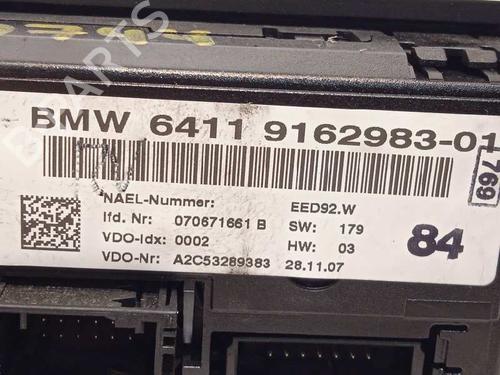 PARTS
BMW 6411 9162983-01
769
NAEL-Nummer: EED92.W
lfd. Nr: 070671661 B SW: 179
VDO-Idx: 0002 HW: 03
84
VDO-Nr: A2C53289383 28.11.07